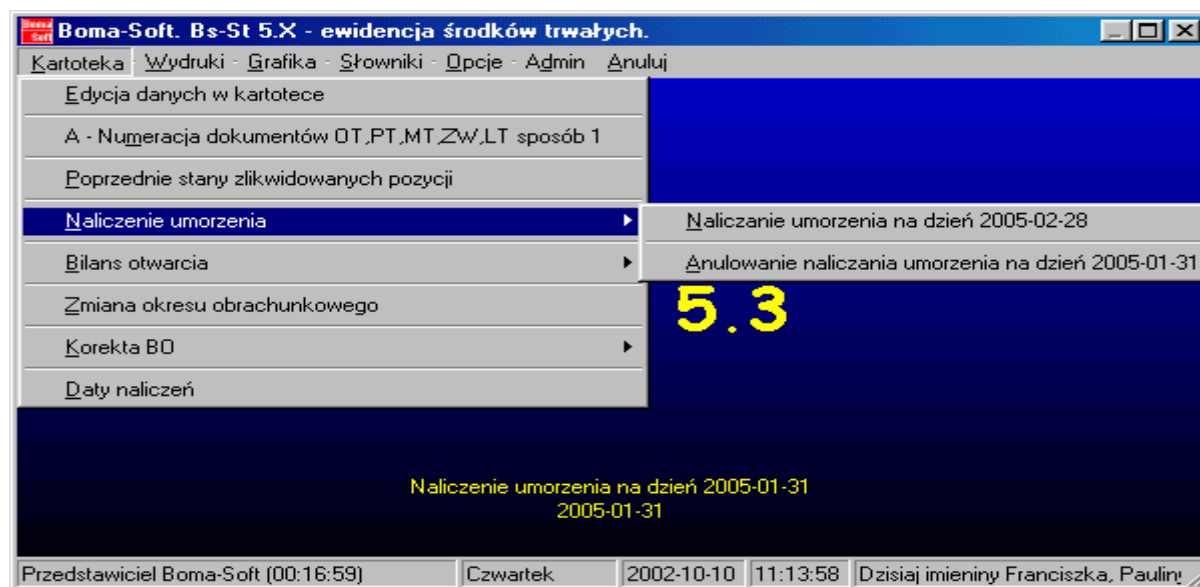 Boma Soft Boma-Soft. Bs-St 5.X - ewidencja środków trwałych.
Kartoteka - Wydruki - Grafika - Słowniki - Opcje - Admin Anuluj
Edycja danych w kartotece
A - Numeracja dokumentów OT,PT,MT,ZW,LT sposób 1
Poprzednie stany zlikwidowanych pozycji
Naliczenie umorzenia
Naliczanie umorzenia na dzień 2005-02-28
Bilans otwarcia
Anulowanie naliczania umorzenia na dzień 2005-01-31
Zmiana okresu obrachunkowego
5.3
Korekta BO
Daty naliczeń
Naliczenie umorzenia na dzień 2005-01-31
2005-01-31
Przedstawiciel Boma-Soft (00:16:59) Czwartek 2002-10-10 11:13:58 Dzisiaj imieniny Franciszka,